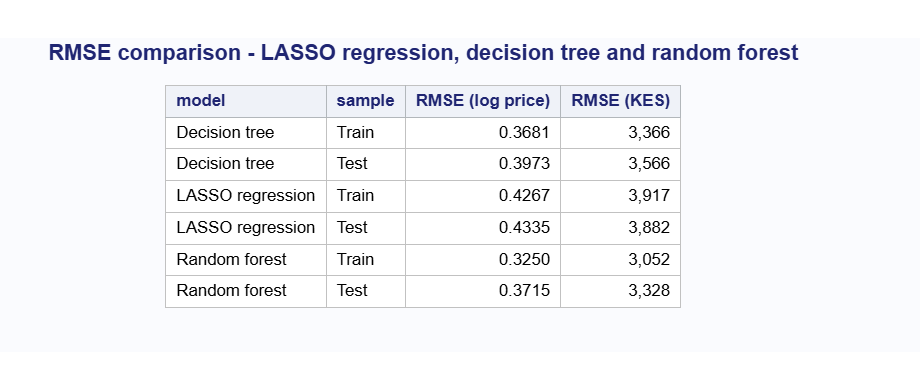 RMSE comparison - LASSO regression, decision tree and random forest
model sample RMSE (log price) RMSE (KES)
Decision tree Train 0.3681 3,366
Decision tree Test 0.3973 3,566
LASSO regression Train 0.4267 3,917
LASSO regression Test 0.4335 3,882
Random forest Train 0.3250 3,052
Random forest Test 0.3715 3,328